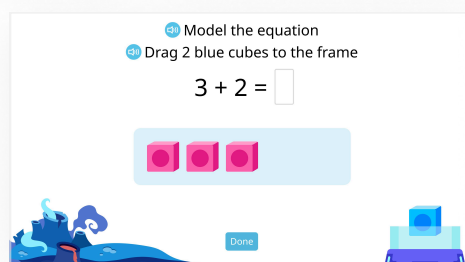 Model the equation
Drag 2 blue cubes to the frame
3 + 2 =
Done